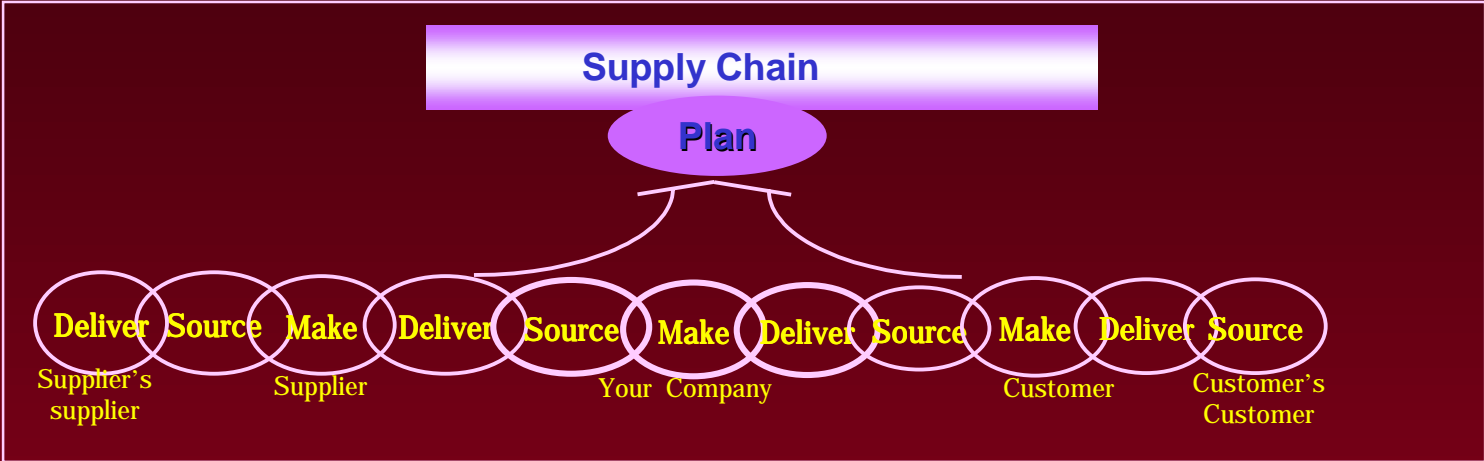 Supply Chain
Plan
Deliver Source Make Deliver Source Make Deliver Source Make Deliver Source
Supplier's supplier Supplier Your Company Customer Customer's Customer